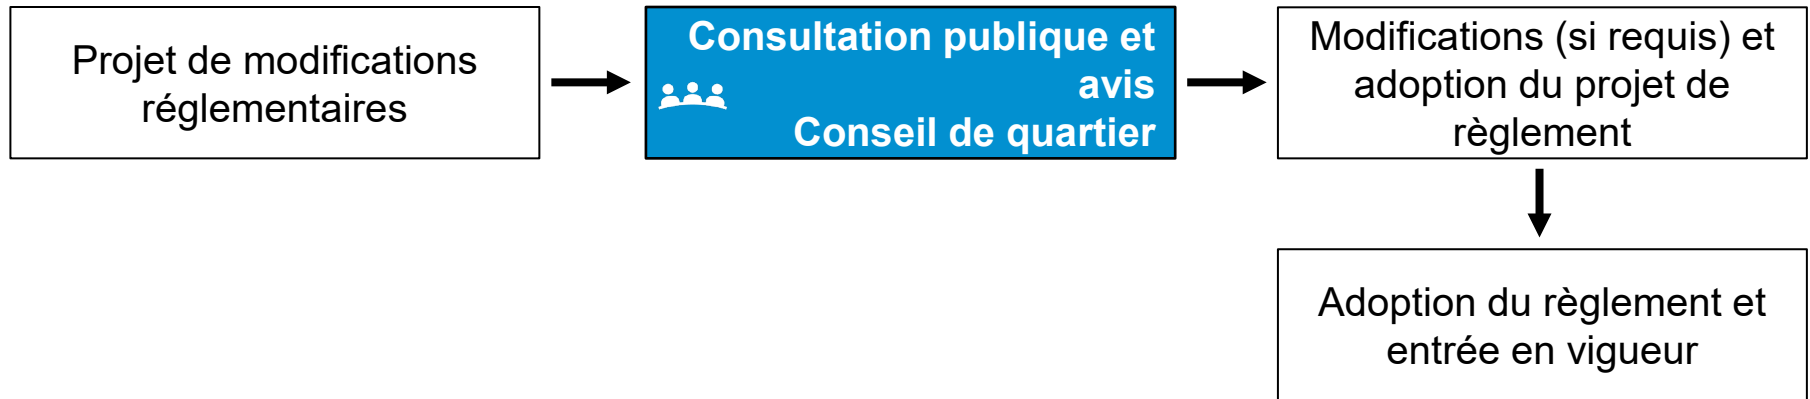 Projet de modifications
réglementaires
Consultation publique et
avis
Conseil de quartier
Modifications (si requis) et
adoption du projet de
règlement
Adoption du règlement et
entrée en vigueur